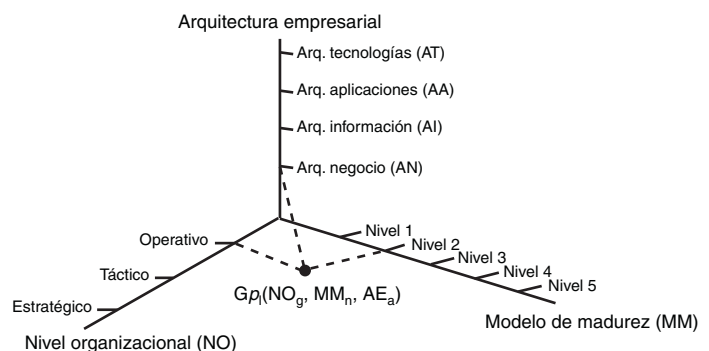 Arquitectura empresarial
Arq. tecnologías (AT)
Arq. aplicaciones (AA)
Arq. información (AI)
Arq. negocio (AN)
Operativo
Táctico
Estratégico
Nivel organizacional (NO)
Nivel 1
Nivel 2
Nivel 3
Nivel 4
Nivel 5
Modelo de madurez (MM)
Gpₗ(NO₉, MMₙ, AEₐ)